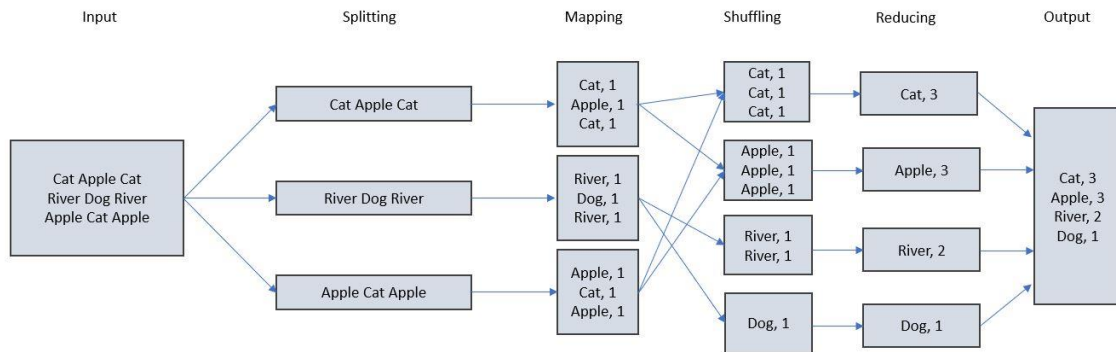 Input
Splitting
Mapping
Shuffling
Reducing
Output
Cat Apple Cat
River Dog River
Apple Cat Apple
Cat Apple Cat
River Dog River
Apple Cat Apple
Cat, 1
Apple, 1
Cat, 1
River, 1
Dog, 1
River, 1
Apple, 1
Cat, 1
Apple, 1
Cat, 1
Cat, 1
Cat, 1
Apple, 1
Apple, 1
Apple, 1
River, 1
River, 1
Dog, 1
Cat, 3
Apple, 3
River, 2
Dog, 1
Cat, 3
Apple, 3
River, 2
Dog, 1